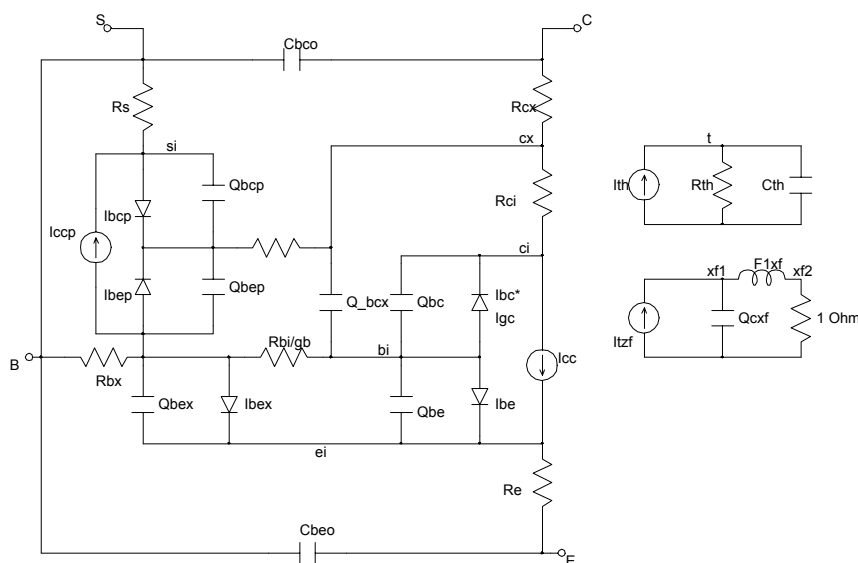 S
C
Cbco
Rs
Rcx
si
cx
t
Qbcp
Ibcp
Rci
Ith
Rth
Cth
Iccp
ci
Ibep
Qbep
Q_bcx
Qbc
Ibc*
Igc
xf1
F1xf
xf2
Itzf
Qcxf
1 Ohm
B
Rbx
Rbi/gb
bi
Icc
Qbex
Ibex
Qbe
Ibe
ei
Re
Cbeo
E